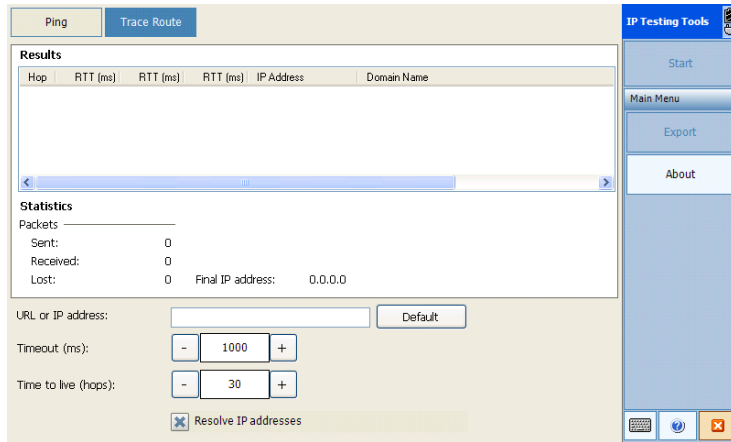 Ping
Trace Route
IP Testing Tools
Results
Hop RTT (ms) RTT (ms) RTT (ms) IP Address Domain Name
Start
Main Menu
Export
About
Statistics
Packets
Sent: 0
Received: 0
Lost: 0 Final IP address: 0.0.0.0
URL or IP address: Default
Timeout (ms): - 1000 +
Time to live (hops): - 30 +
Resolve IP addresses
?